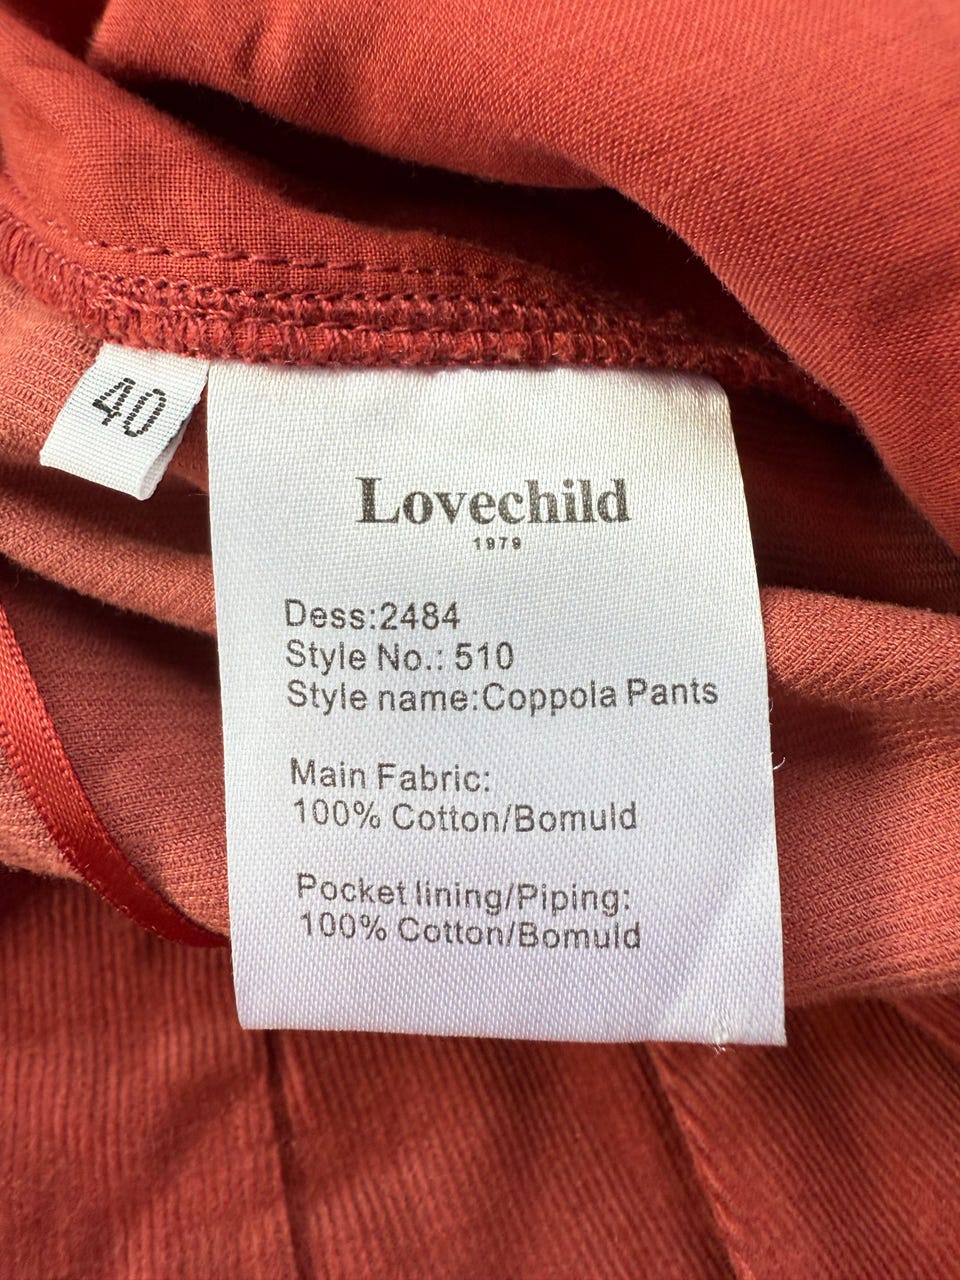 40
Lovechild
1979
Dess:2484
Style No.: 510
Style name:Coppola Pants
Main Fabric:
100% Cotton/Bomuld
Pocket lining/Piping:
100% Cotton/Bomuld